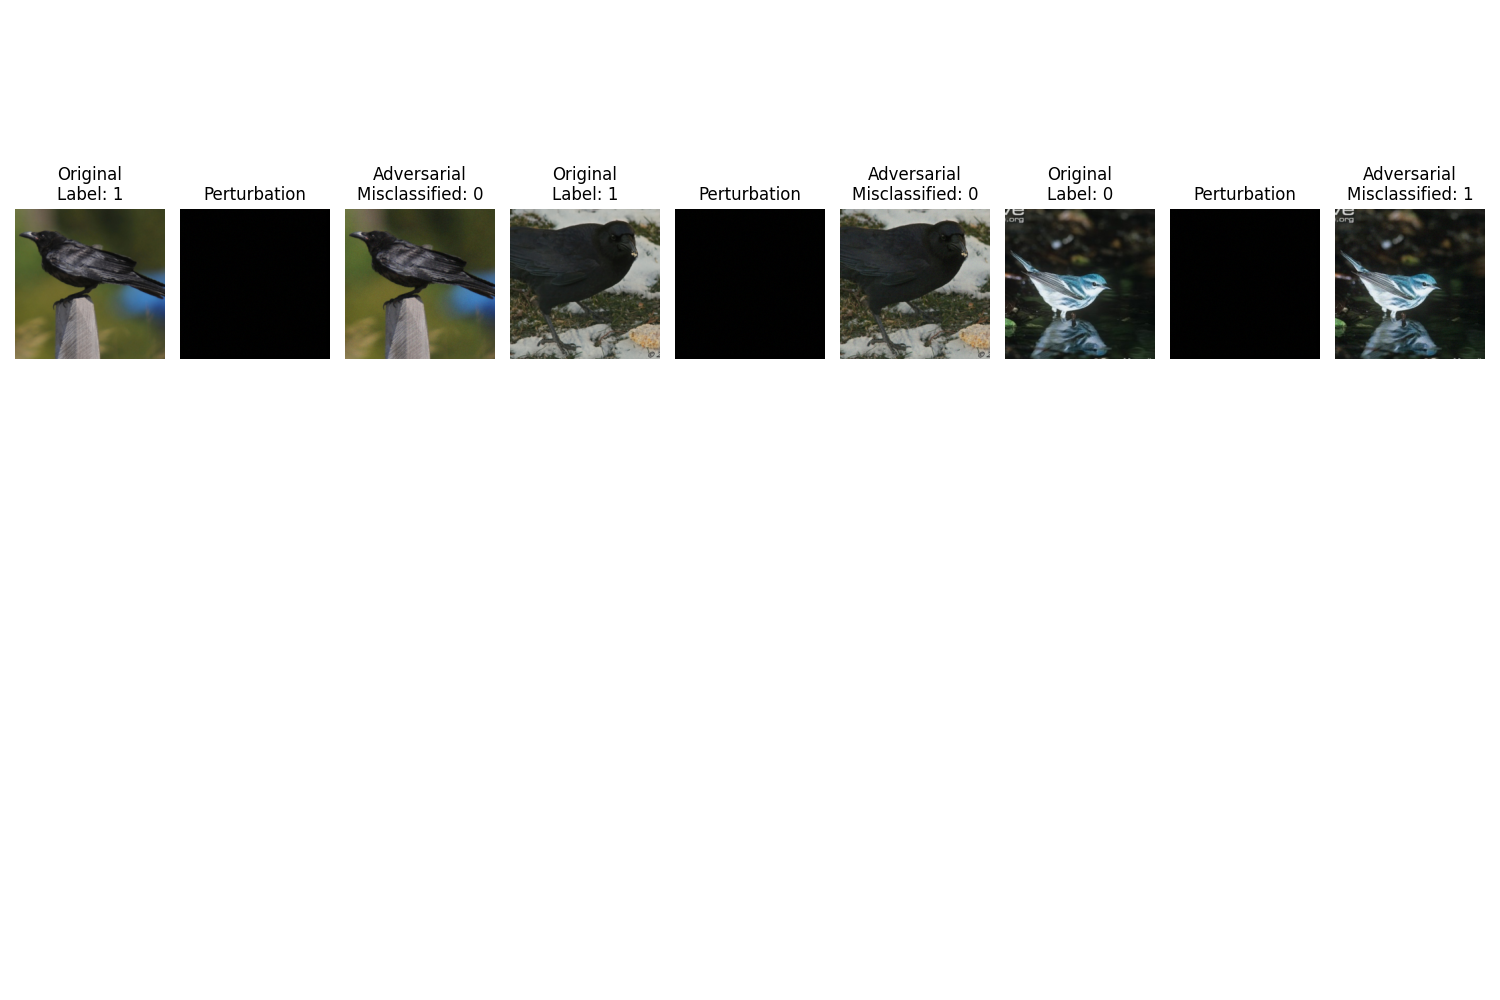 Original
Label: 1
Perturbation
Adversarial
Misclassified: 0
Original
Label: 1
Perturbation
Adversarial
Misclassified: 0
Original
Label: 0
Perturbation
Adversarial
Misclassified: 1
.org